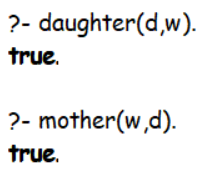 ?- daughter(d,w).
true.
?- mother(w,d).
true.